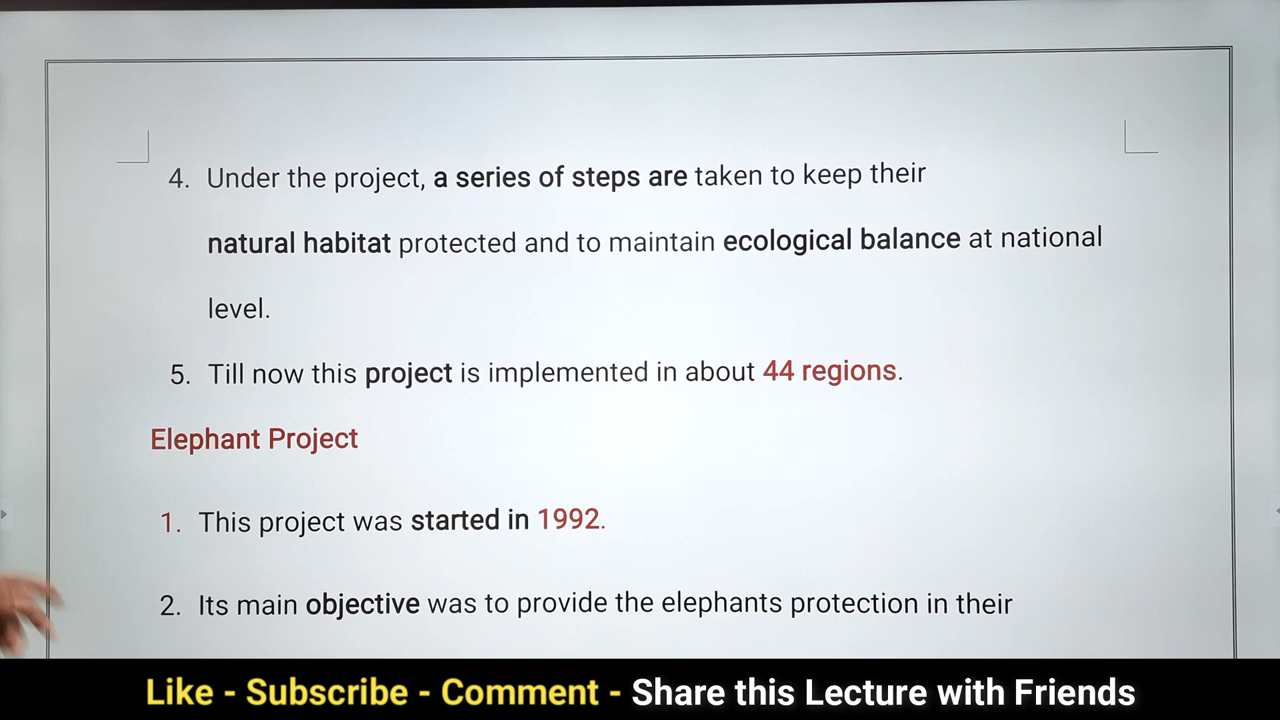 4. Under the project, a series of steps are taken to keep their
natural habitat protected and to maintain ecological balance at national
level.
5. Till now this project is implemented in about 44 regions.
Elephant Project
1. This project was started in 1992.
2. Its main objective was to provide the elephants protection in their
Like - Subscribe - Comment - Share this Lecture with Friends